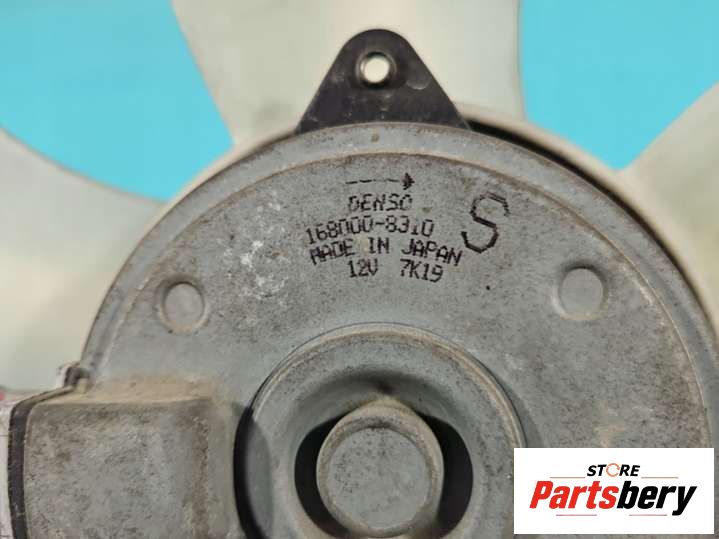 DENSO
168000-8310
MADE IN JAPAN
12V 7K19
S
STORE
Partsbery